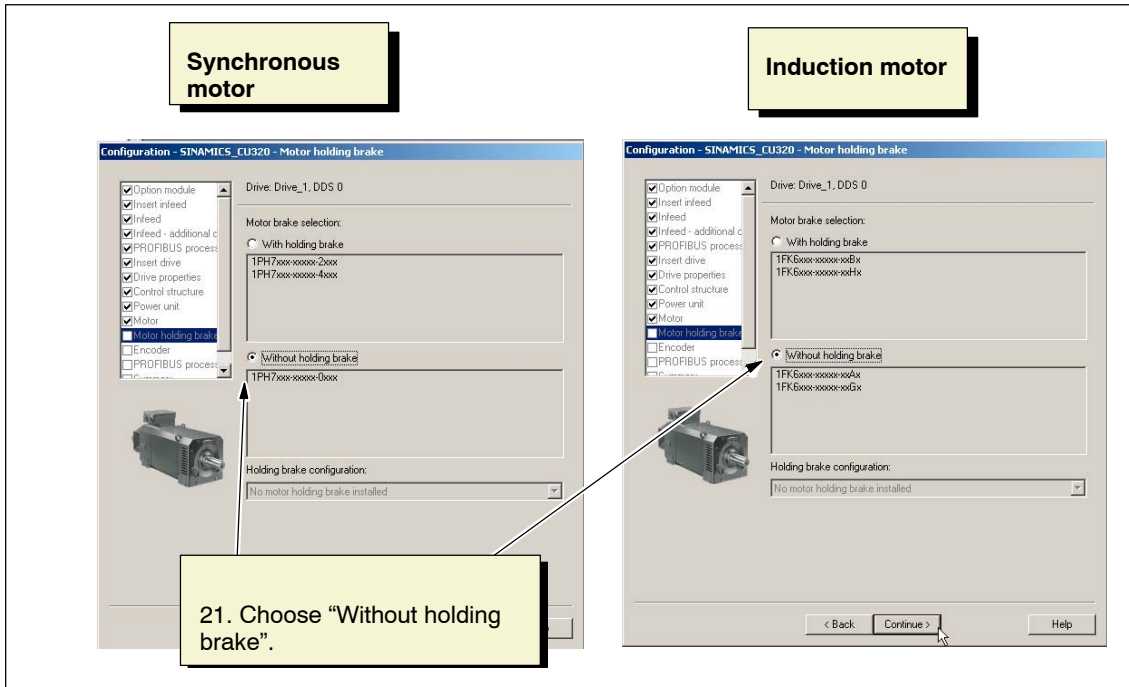 Synchronous
motor
Induction motor
Configuration - SINAMICS_CU320 - Motor holding brake
Option module
Insert infeed
Infeed
Infeed - additional c
PROFIBUS process
Insert drive
Drive properties
Control structure
Power unit
Motor
Motor holding brake
Encoder
PROFIBUS process
Drive: Drive_1, DDS 0
Motor brake selection:
With holding brake
1PH7xxx-xxxxx-2xxx
1PH7xxx-xxxxx-4xxx
Without holding brake
1PH7xxx-xxxxx-0xxx
Holding brake configuration:
No motor holding brake installed
Configuration - SINAMICS_CU320 - Motor holding brake
Option module
Insert infeed
Infeed
Infeed - additional c
PROFIBUS process
Insert drive
Drive properties
Control structure
Power unit
Motor
Motor holding brake
Encoder
PROFIBUS process
Drive: Drive_1, DDS 0
Motor brake selection:
With holding brake
1FK6xxx-xxxxx-xxBx
1FK6xxx-xxxxx-xxHx
Without holding brake
1FK6xxx-xxxxx-xxAx
1FK6xxx-xxxxx-xxGx
Holding brake configuration:
No motor holding brake installed
< Back
Continue >
Help
21. Choose “Without holding
brake”.